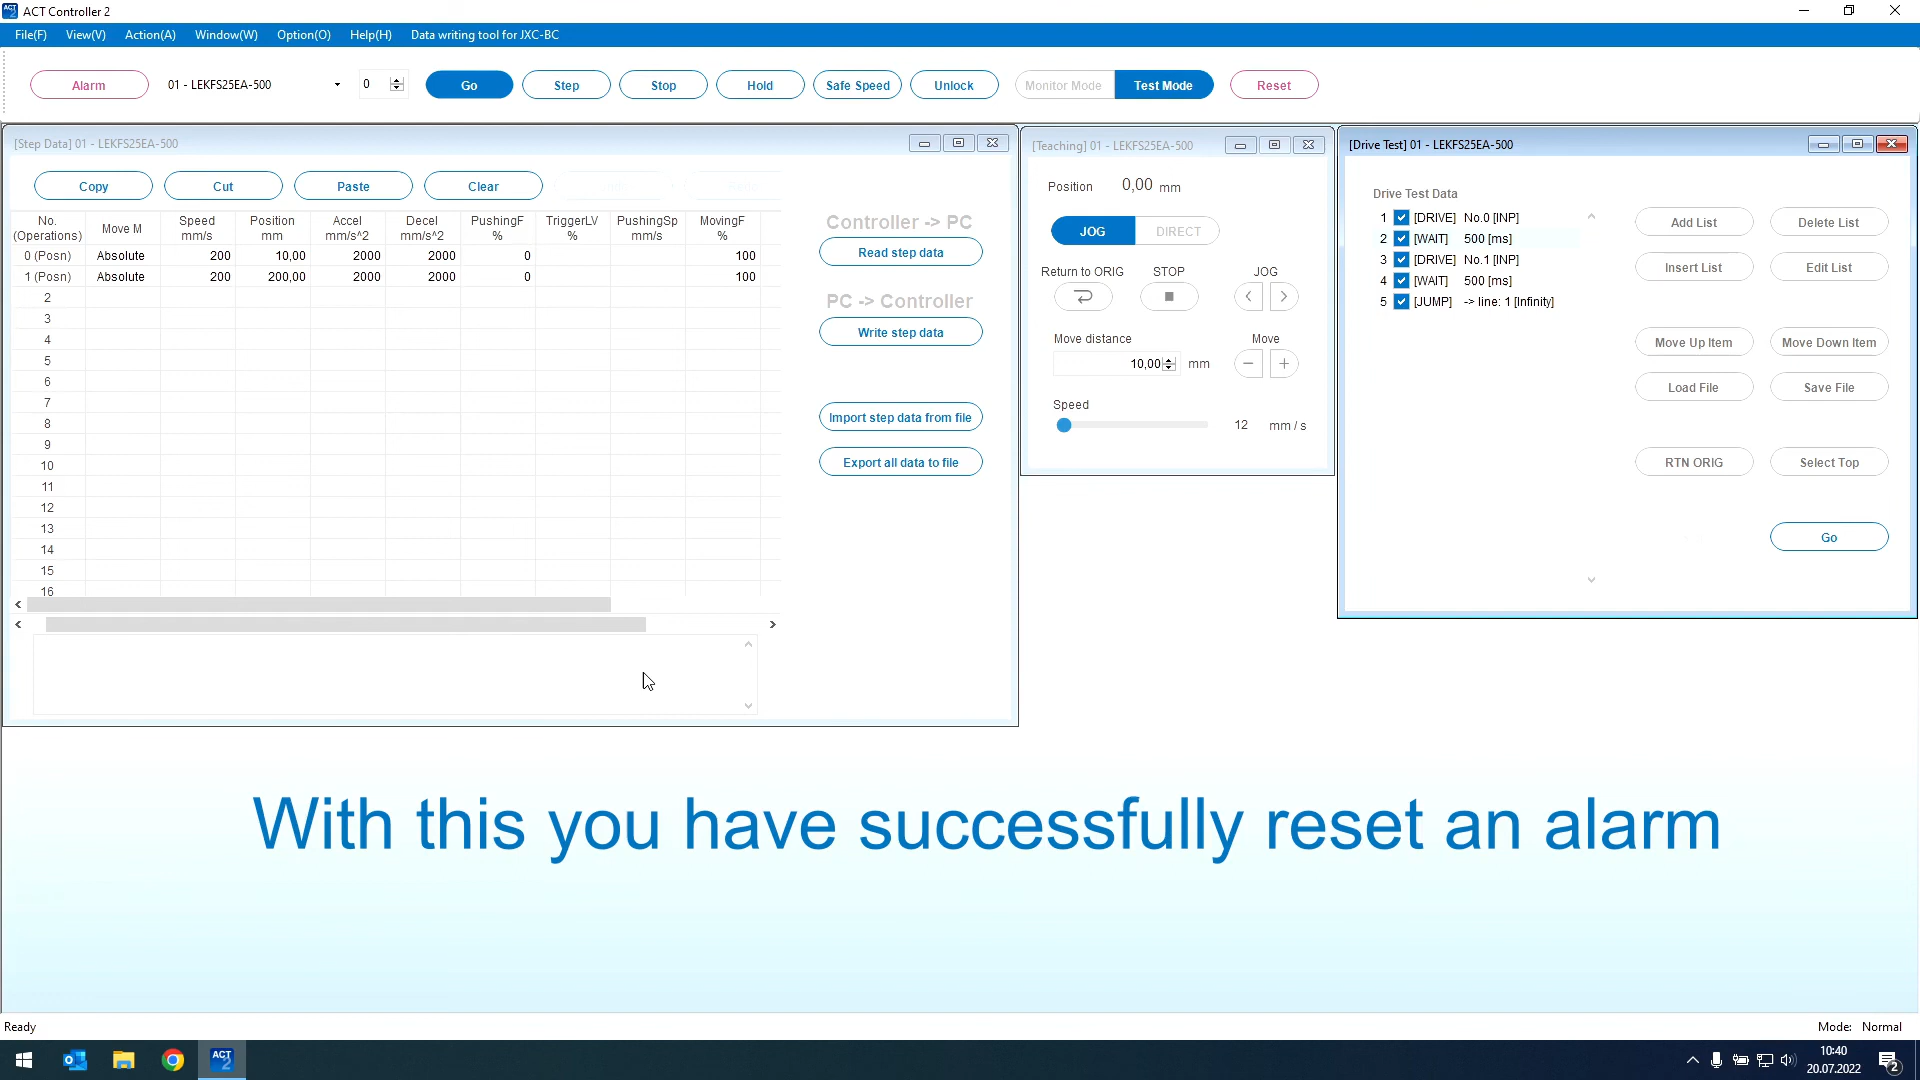 ACT Controller 2
File(F) View(V) Action(A) Window(W) Option(O) Help(H) Data writing tool for JXC-BC
Alarm 01 - LEKFS25EA-500 0 Go Step Stop Hold Safe Speed Unlock Monitor Mode Test Mode Reset
[Step Data] 01 - LEKFS25EA-500
Copy Cut Paste Clear
No. (Operations) Move M Speed mm/s Position mm Accel mm/s^2 Decel mm/s^2 PushingF % TriggerLV % PushingSp mm/s MovingF %
0 (Posn) Absolute 200 10,00 2000 2000 0 100
1 (Posn) Absolute 200 200,00 2000 2000 0 100
2
3
4
5
6
7
8
9
10
11
12
13
14
15
16
Controller -> PC
Read step data
PC -> Controller
Write step data
Import step data from file
Export all data to file
[Teaching] 01 - LEKFS25EA-500
Position 0,00 mm
JOG DIRECT
Return to ORIG STOP JOG
Move distance Move
10,00 mm
Speed
12 mm / s
[Drive Test] 01 - LEKFS25EA-500
Drive Test Data
1 [DRIVE] No.0 [INP]
2 [WAIT] 500 [ms]
3 [DRIVE] No.1 [INP]
4 [WAIT] 500 [ms]
5 [JUMP] -> line: 1 [Infinity]
Add List Delete List
Insert List Edit List
Move Up Item Move Down Item
Load File Save File
RTN ORIG Select Top
Go
With this you have successfully reset an alarm
Ready Mode: Normal
ACT 2
10:40
20.07.2022
2